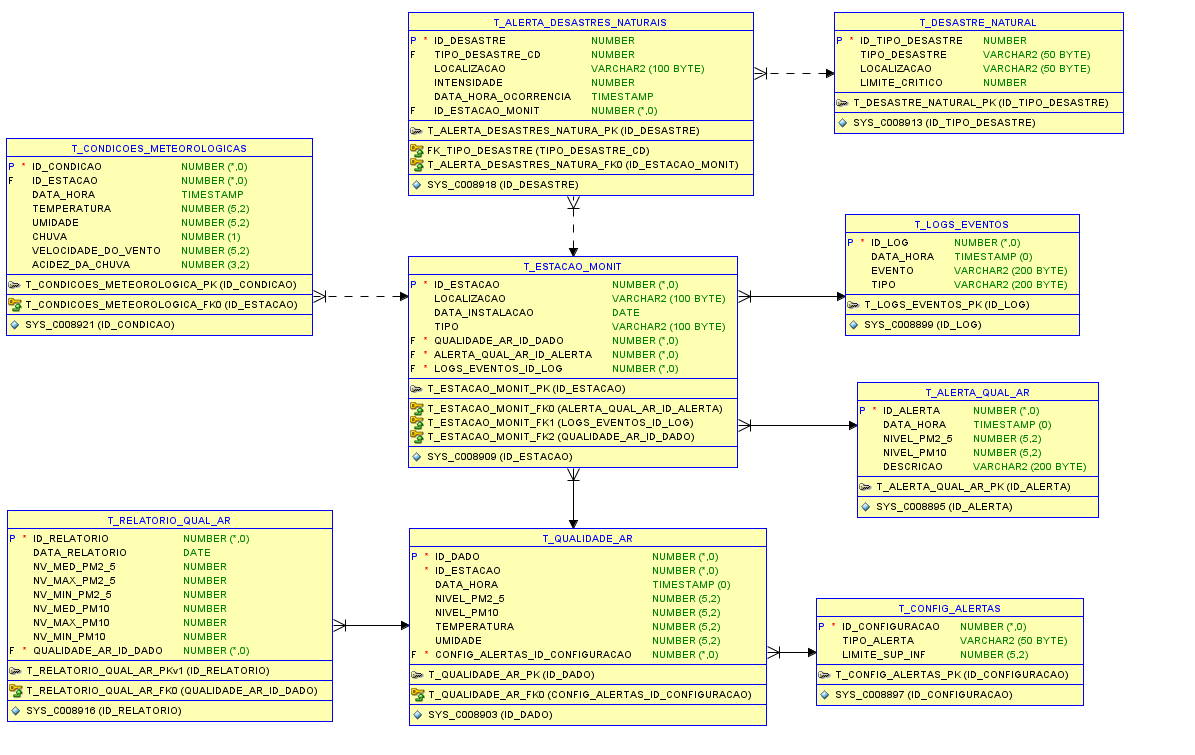 T_ALERTA_DESASTRES_NATURAIS
P * ID_DESASTRE NUMBER
F TIPO_DESASTRE_CD NUMBER
LOCALIZACAO VARCHAR2 (100 BYTE)
INTENSIDADE NUMBER
DATA_HORA_OCORRENCIA TIMESTAMP
F ID_ESTACAO_MONIT NUMBER (*,0)
T_ALERTA_DESASTRES_NATURA_PK (ID_DESASTRE)
FK_TIPO_DESASTRE (TIPO_DESASTRE_CD)
T_ALERTA_DESASTRES_NATURA_FK0 (ID_ESTACAO_MONIT)
SYS_C008918 (ID_DESASTRE)
T_DESASTRE_NATURAL
P * ID_TIPO_DESASTRE NUMBER
TIPO_DESASTRE VARCHAR2 (50 BYTE)
LOCALIZACAO VARCHAR2 (50 BYTE)
LIMITE_CRITICO NUMBER
T_DESASTRE_NATURAL_PK (ID_TIPO_DESASTRE)
SYS_C008913 (ID_TIPO_DESASTRE)
T_CONDICOES_METEOROLOGICAS
P * ID_CONDICAO NUMBER (*,0)
F ID_ESTACAO NUMBER (*,0)
DATA_HORA TIMESTAMP
TEMPERATURA NUMBER (5,2)
UMIDADE NUMBER (5,2)
CHUVA NUMBER (1)
VELOCIDADE_DO_VENTO NUMBER (5,2)
ACIDEZ_DA_CHUVA NUMBER (3,2)
T_CONDICOES_METEOROLOGICA_PK (ID_CONDICAO)
T_CONDICOES_METEOROLOGICA_FK0 (ID_ESTACAO)
SYS_C008921 (ID_CONDICAO)
T_LOGS_EVENTOS
P * ID_LOG NUMBER (*,0)
DATA_HORA TIMESTAMP (0)
EVENTO VARCHAR2 (200 BYTE)
TIPO VARCHAR2 (200 BYTE)
T_LOGS_EVENTOS_PK (ID_LOG)
SYS_C008899 (ID_LOG)
T_ESTACAO_MONIT
P * ID_ESTACAO NUMBER (*,0)
LOCALIZACAO VARCHAR2 (100 BYTE)
DATA_INSTALACAO DATE
TIPO VARCHAR2 (100 BYTE)
F * QUALIDADE_AR_ID_DADO NUMBER (*,0)
F * ALERTA_QUAL_AR_ID_ALERTA NUMBER (*,0)
F * LOGS_EVENTOS_ID_LOG NUMBER (*,0)
T_ESTACAO_MONIT_PK (ID_ESTACAO)
T_ESTACAO_MONIT_FK0 (ALERTA_QUAL_AR_ID_ALERTA)
T_ESTACAO_MONIT_FK1 (LOGS_EVENTOS_ID_LOG)
T_ESTACAO_MONIT_FK2 (QUALIDADE_AR_ID_DADO)
SYS_C008909 (ID_ESTACAO)
T_ALERTA_QUAL_AR
P * ID_ALERTA NUMBER (*,0)
DATA_HORA TIMESTAMP (0)
NIVEL_PM2_5 NUMBER (5,2)
NIVEL_PM10 NUMBER (5,2)
DESCRICAO VARCHAR2 (200 BYTE)
T_ALERTA_QUAL_AR_PK (ID_ALERTA)
SYS_C008895 (ID_ALERTA)
T_RELATORIO_QUAL_AR
P * ID_RELATORIO NUMBER (*,0)
DATA_RELATORIO DATE
NV_MED_PM2_5 NUMBER
NV_MAX_PM2_5 NUMBER
NV_MIN_PM2_5 NUMBER
NV_MED_PM10 NUMBER
NV_MAX_PM10 NUMBER
NV_MIN_PM10 NUMBER
F * QUALIDADE_AR_ID_DADO NUMBER (*,0)
T_RELATORIO_QUAL_AR_PKv1 (ID_RELATORIO)
T_RELATORIO_QUAL_AR_FK0 (QUALIDADE_AR_ID_DADO)
SYS_C008916 (ID_RELATORIO)
T_QUALIDADE_AR
P * ID_DADO NUMBER (*,0)
* ID_ESTACAO NUMBER (*,0)
DATA_HORA TIMESTAMP (0)
NIVEL_PM2_5 NUMBER (5,2)
NIVEL_PM10 NUMBER (5,2)
TEMPERATURA NUMBER (5,2)
UMIDADE NUMBER (5,2)
F * CONFIG_ALERTAS_ID_CONFIGURACAO NUMBER (*,0)
T_QUALIDADE_AR_PK (ID_DADO)
T_QUALIDADE_AR_FK0 (CONFIG_ALERTAS_ID_CONFIGURACAO)
SYS_C008903 (ID_DADO)
T_CONFIG_ALERTAS
P * ID_CONFIGURACAO NUMBER (*,0)
TIPO_ALERTA VARCHAR2 (50 BYTE)
LIMITE_SUP_INF NUMBER (5,2)
T_CONFIG_ALERTAS_PK (ID_CONFIGURACAO)
SYS_C008897 (ID_CONFIGURACAO)